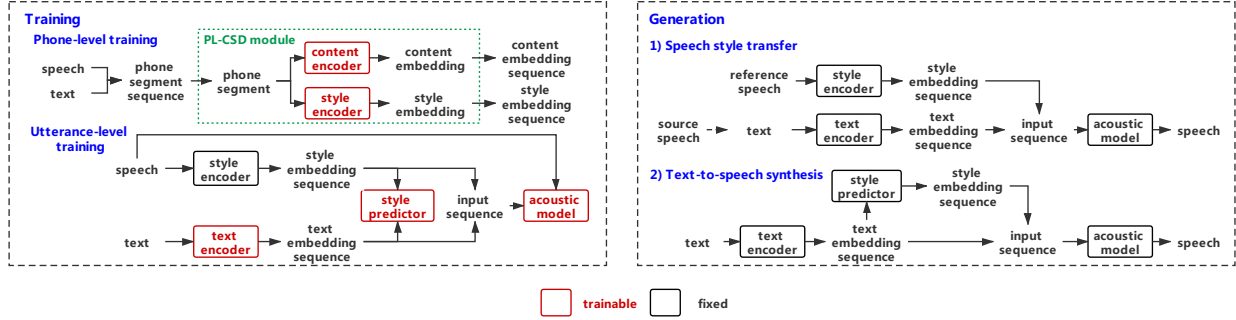 Training
Phone-level training
PL-CSD module
speech
text
phone
segment
sequence
phone
segment
content
encoder
content
embedding
content
embedding
sequence
style
encoder
style
embedding
style
embedding
sequence
Utterance-level
training
speech
style
encoder
style
embedding
sequence
style
predictor
input
sequence
acoustic
model
text
text
encoder
text
embedding
sequence
Generation
1) Speech style transfer
reference
speech
style
encoder
style
embedding
sequence
source
speech
text
text
encoder
text
embedding
sequence
input
sequence
acoustic
model
speech
2) Text-to-speech synthesis
style
predictor
style
embedding
sequence
text
text
encoder
text
embedding
sequence
input
sequence
acoustic
model
speech
trainable
fixed